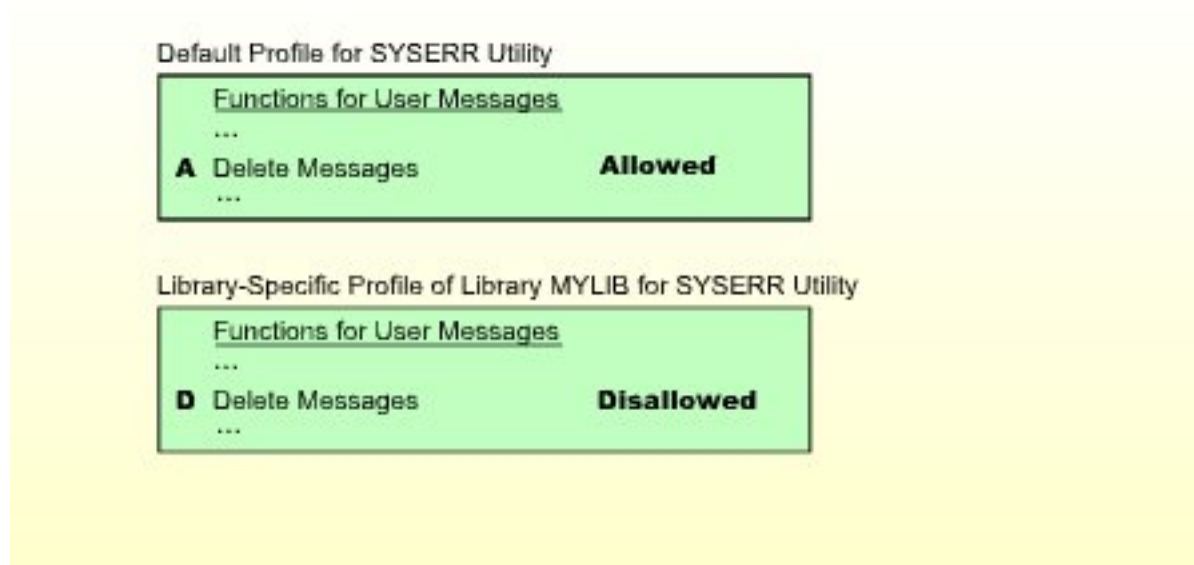 Default Profile for SYSERR Utility
Functions for User Messages
...
A Delete Messages Allowed
...
Library-Specific Profile of Library MYLIB for SYSERR Utility
Functions for User Messages
...
D Delete Messages Disallowed
...